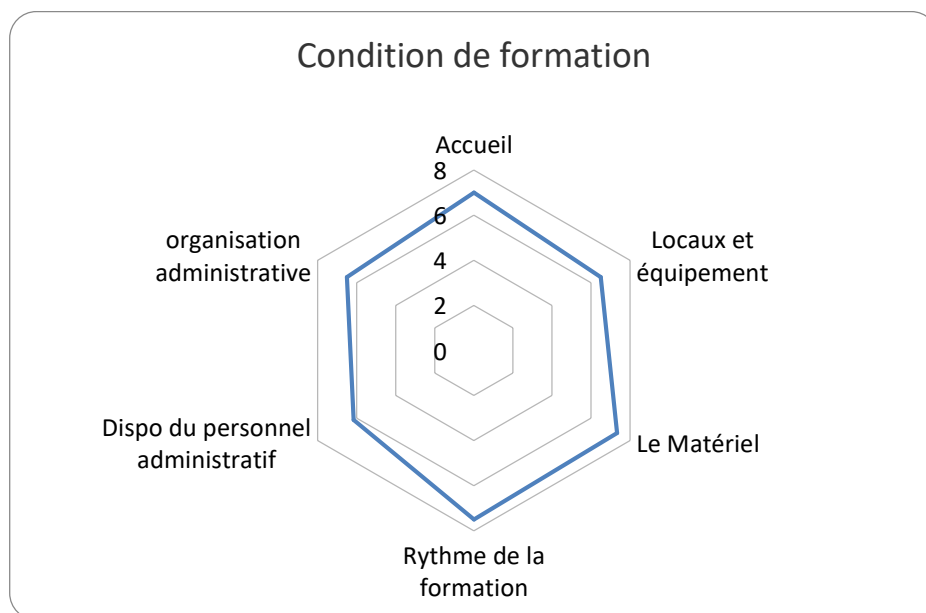 Condition de formation
Accueil
8
6
4
2
0
Locaux et
équipement
Le Matériel
Rythme de la
formation
Dispo du personnel
administratif
organisation
administrative